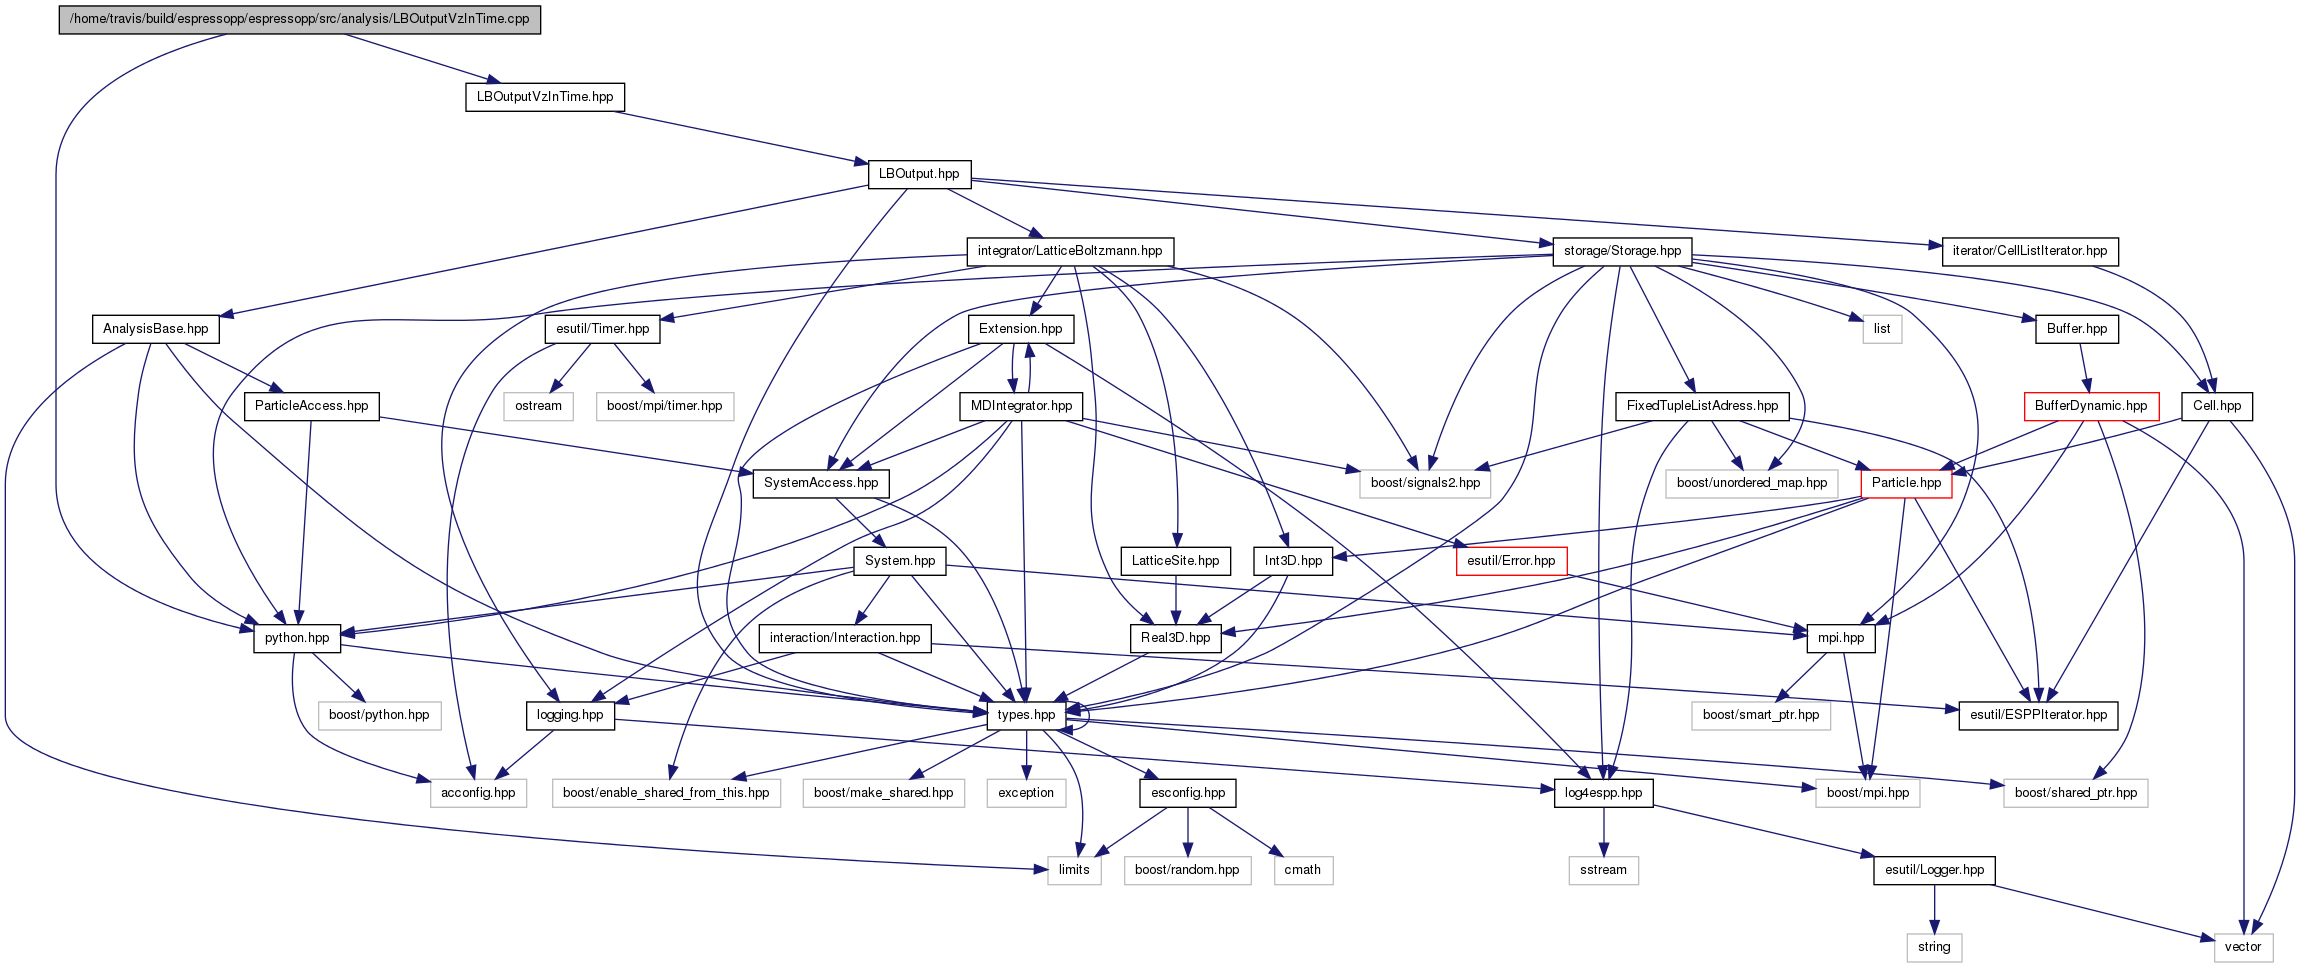 /home/travis/build/espressopp/espressopp/src/analysis/LBOutputVzInTime.cpp
LBOutputVzInTime.hpp
LBOutput.hpp
integrator/LatticeBoltzmann.hpp
storage/Storage.hpp
iterator/CellListIterator.hpp
AnalysisBase.hpp
esutil/Timer.hpp
Extension.hpp
list
Buffer.hpp
ParticleAccess.hpp
ostream
boost/mpi/timer.hpp
MDIntegrator.hpp
FixedTupleListAdress.hpp
BufferDynamic.hpp
Cell.hpp
SystemAccess.hpp
boost/signals2.hpp
boost/unordered_map.hpp
Particle.hpp
System.hpp
LatticeSite.hpp
Int3D.hpp
esutil/Error.hpp
python.hpp
interaction/Interaction.hpp
Real3D.hpp
mpi.hpp
boost/python.hpp
logging.hpp
types.hpp
boost/smart_ptr.hpp
esutil/ESPPIterator.hpp
acconfig.hpp
boost/enable_shared_from_this.hpp
boost/make_shared.hpp
exception
esconfig.hpp
log4espp.hpp
boost/mpi.hpp
boost/shared_ptr.hpp
limits
boost/random.hpp
cmath
sstream
esutil/Logger.hpp
string
vector